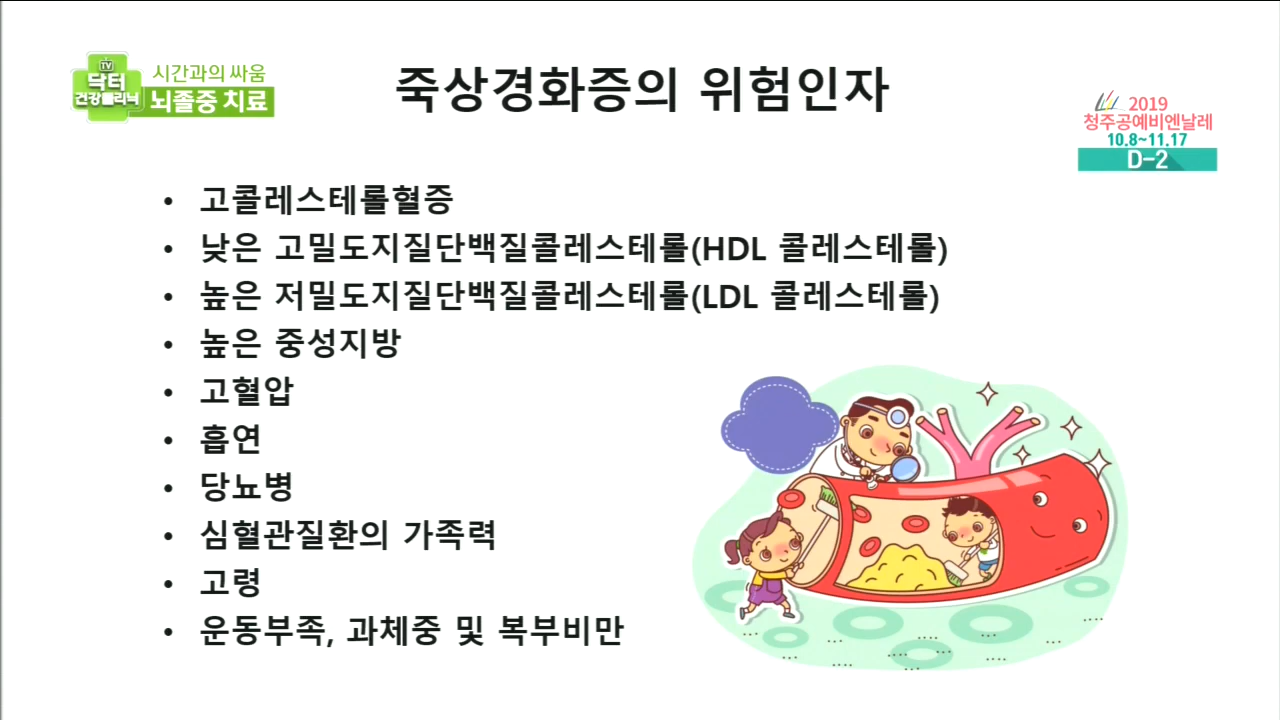 TV
닥터
건강클리닉
시간과의 싸움
뇌졸중 치료
죽상경화증의 위험인자
2019
청주공예비엔날레
10.8~11.17
D-2
• 고콜레스테롤혈증
• 낮은 고밀도지질단백질콜레스테롤(HDL 콜레스테롤)
• 높은 저밀도지질단백질콜레스테롤(LDL 콜레스테롤)
• 높은 중성지방
• 고혈압
• 흡연
• 당뇨병
• 심혈관질환의 가족력
• 고령
• 운동부족, 과체중 및 복부비만